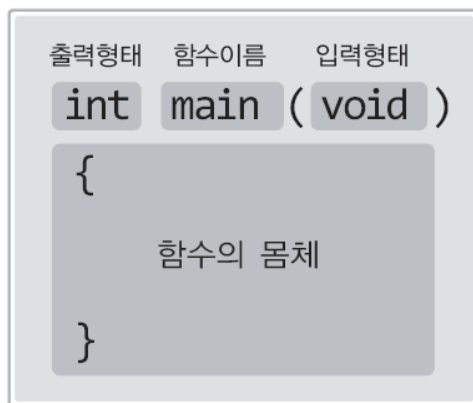 출력형태 함수이름 입력형태
int main ( void )
{
함수의 몸체
}